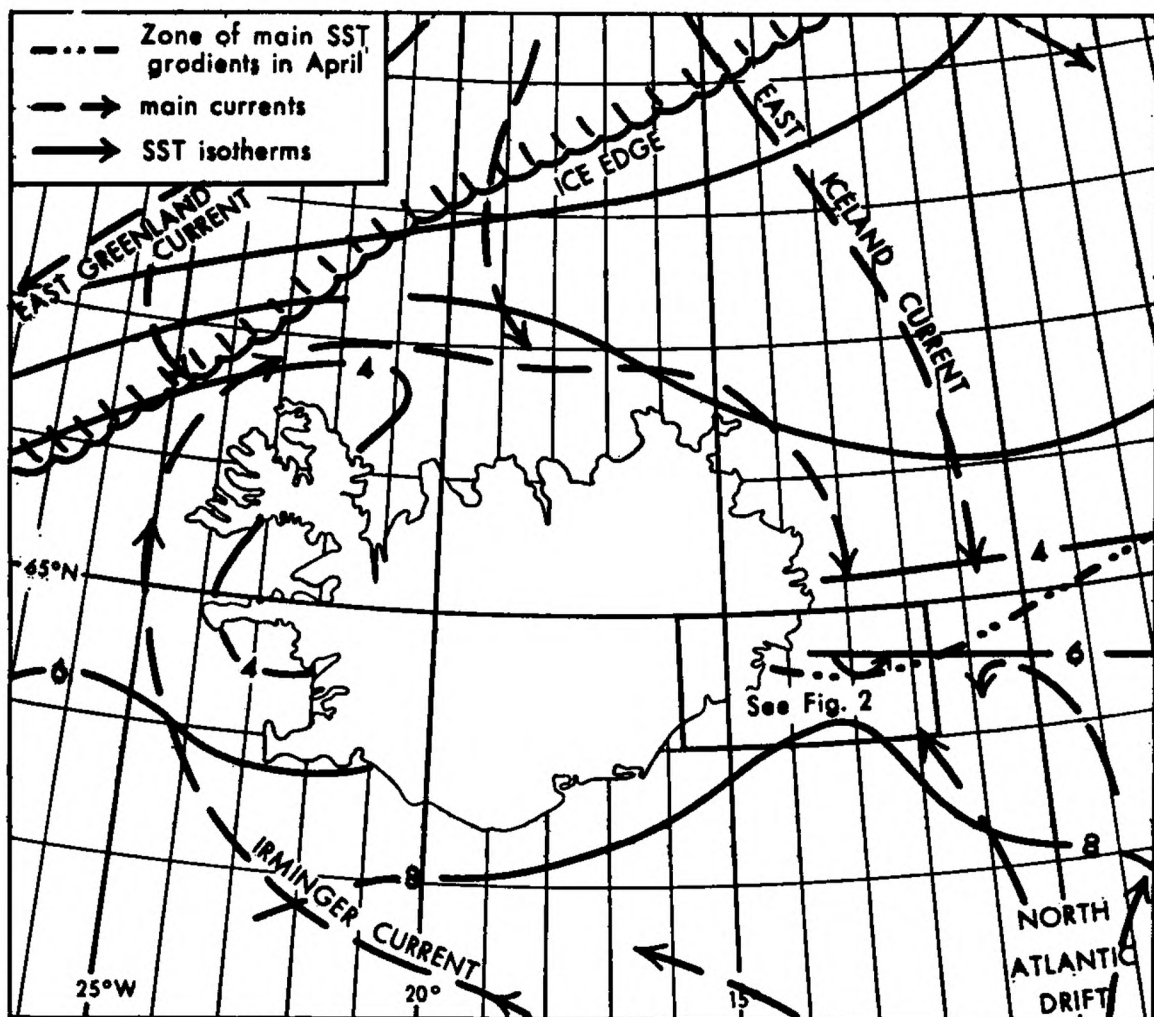 Zone of main SST
gradients in April
main currents
SST isotherms
EAST
ICELAND
CURRENT
ICE EDGE
EAST GREENLAND
CURRENT
4
65°N
4
6
4
6
See Fig. 2
8
8
IRMINGER CURRENT
NORTH
ATLANTIC
DRIFT
25°W
20°
15